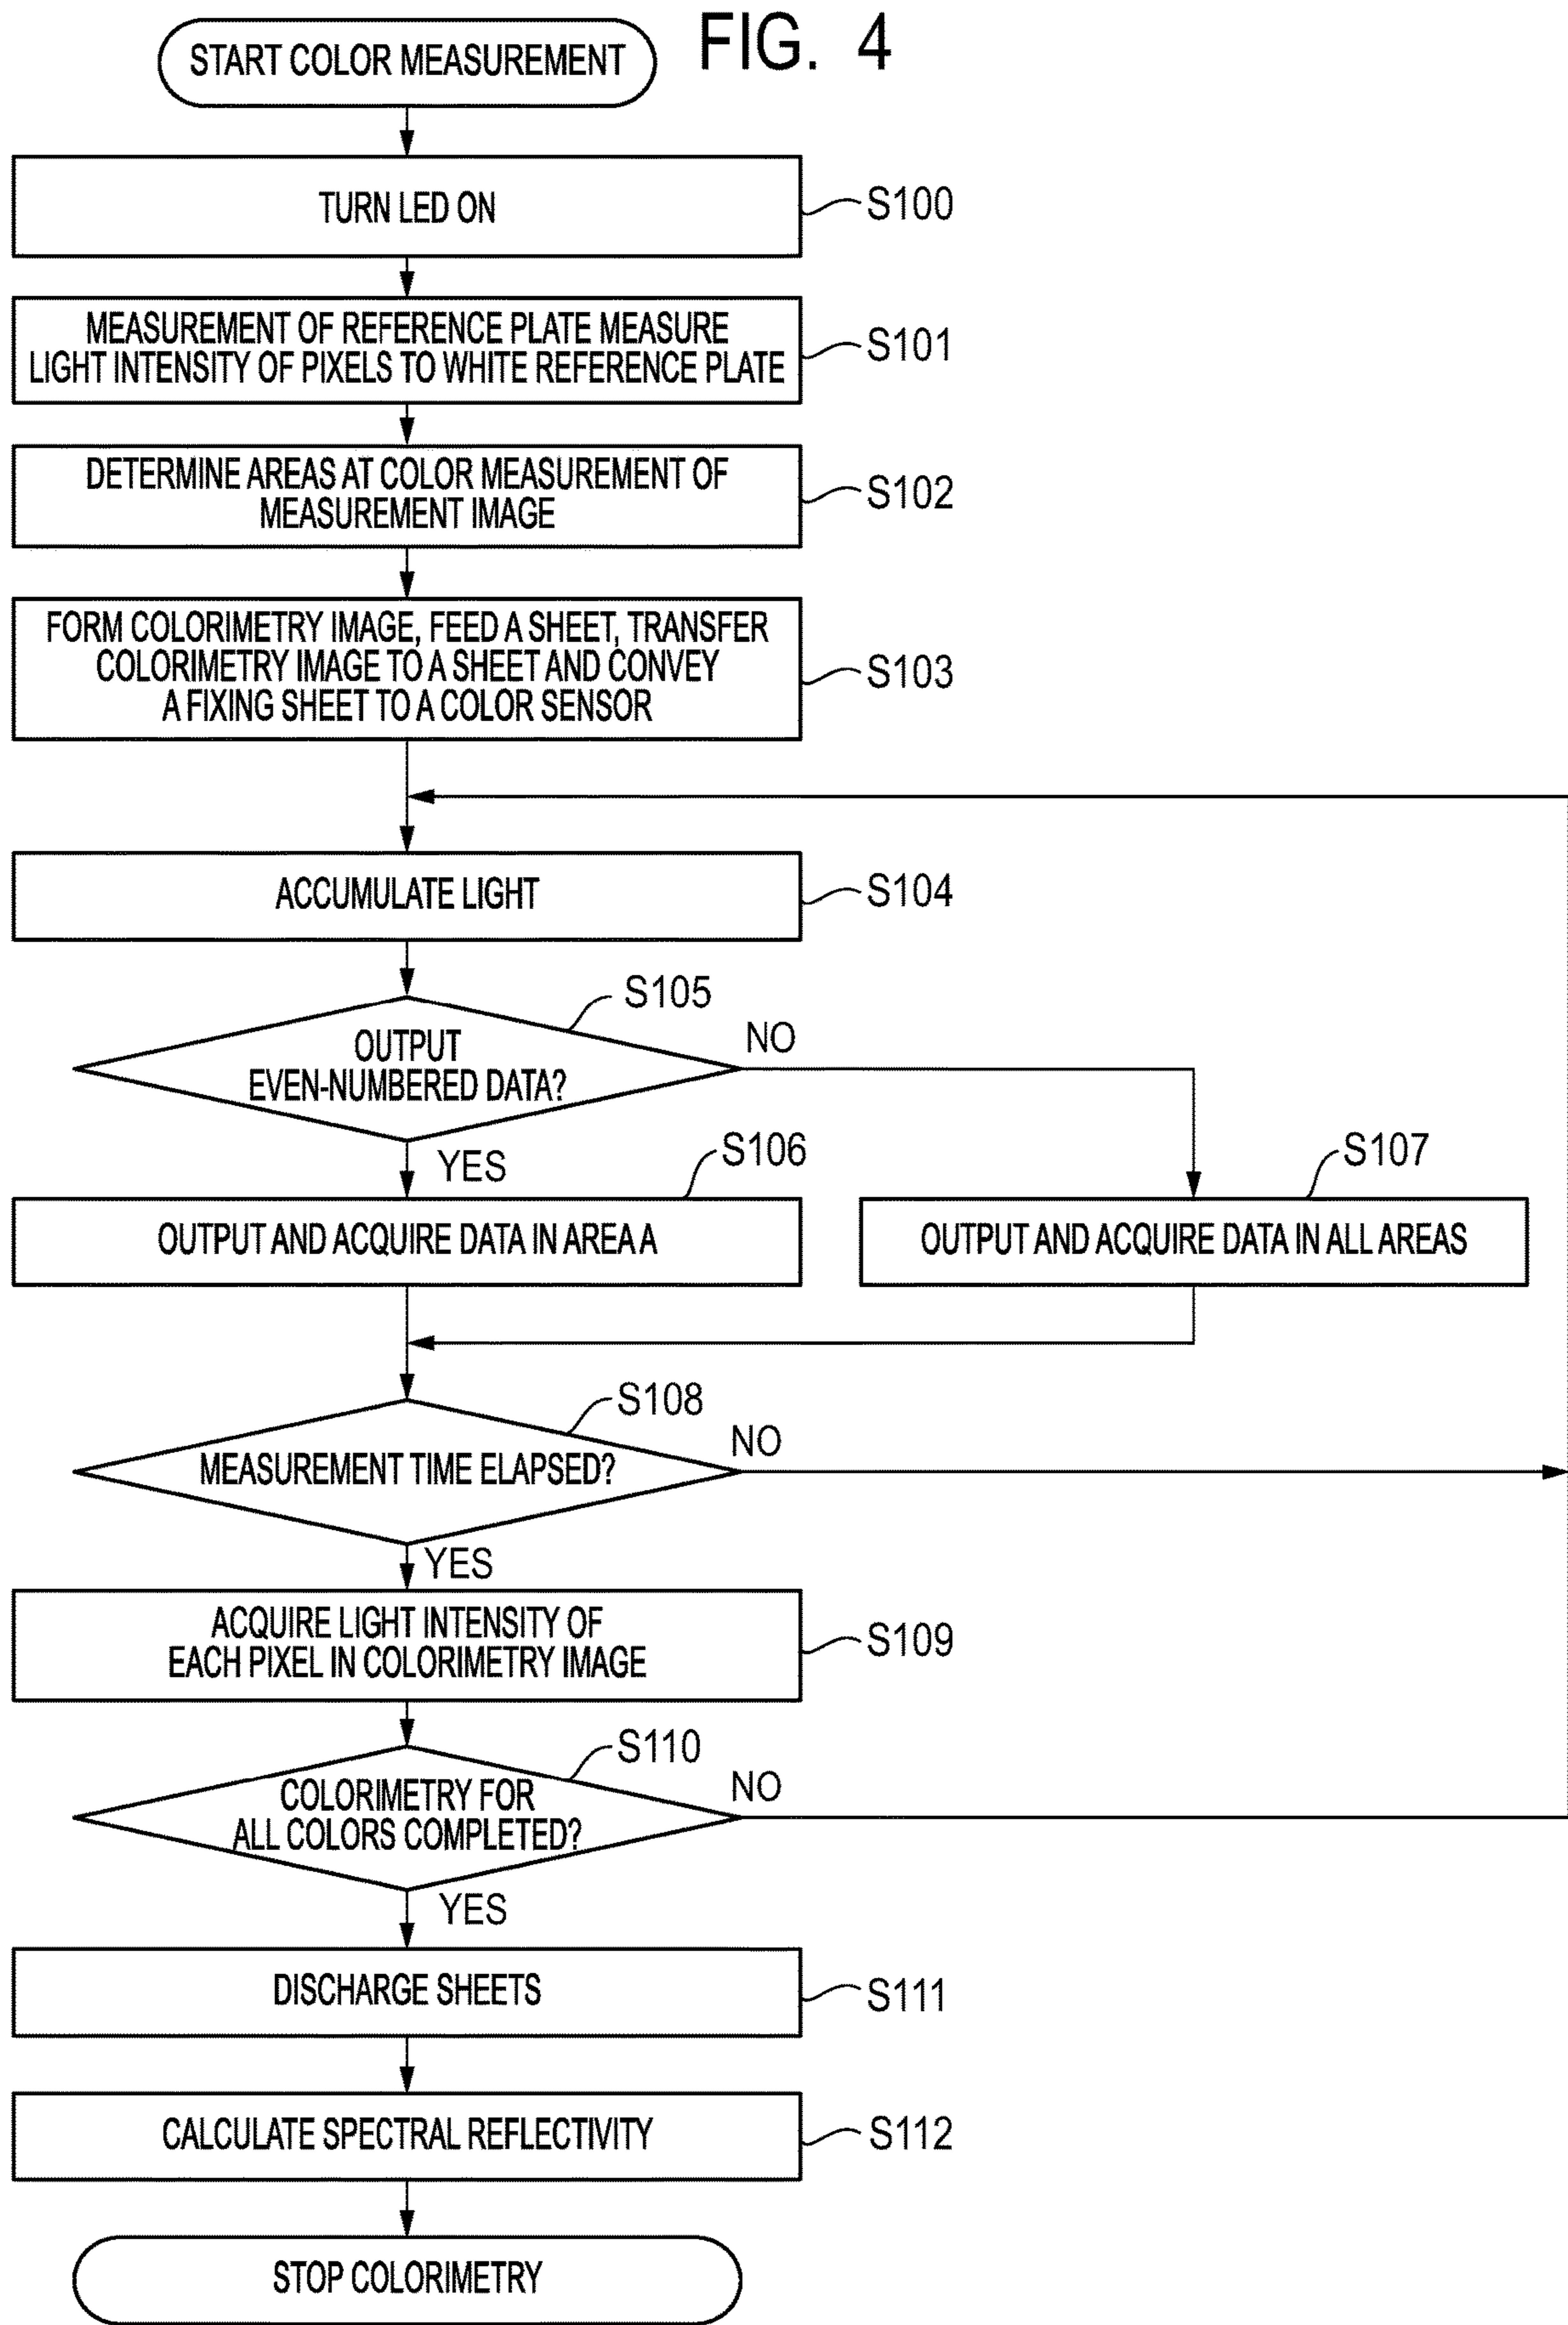 FIG. 4
START COLOR MEASUREMENT
TURN LED ON
S100
MEASUREMENT OF REFERENCE PLATE MEASURE
LIGHT INTENSITY OF PIXELS TO WHITE REFERENCE PLATE
S101
DETERMINE AREAS AT COLOR MEASUREMENT OF
MEASUREMENT IMAGE
S102
FORM COLORIMETRY IMAGE, FEED A SHEET, TRANSFER
COLORIMETRY IMAGE TO A SHEET AND CONVEY
A FIXING SHEET TO A COLOR SENSOR
S103
ACCUMULATE LIGHT
S104
S105
OUTPUT
EVEN-NUMBERED DATA?
NO
YES
S106
OUTPUT AND ACQUIRE DATA IN AREA A
S107
OUTPUT AND ACQUIRE DATA IN ALL AREAS
S108
MEASUREMENT TIME ELAPSED?
NO
YES
ACQUIRE LIGHT INTENSITY OF
EACH PIXEL IN COLORIMETRY IMAGE
S109
S110
COLORIMETRY FOR
ALL COLORS COMPLETED?
NO
YES
DISCHARGE SHEETS
S111
CALCULATE SPECTRAL REFLECTIVITY
S112
STOP COLORIMETRY